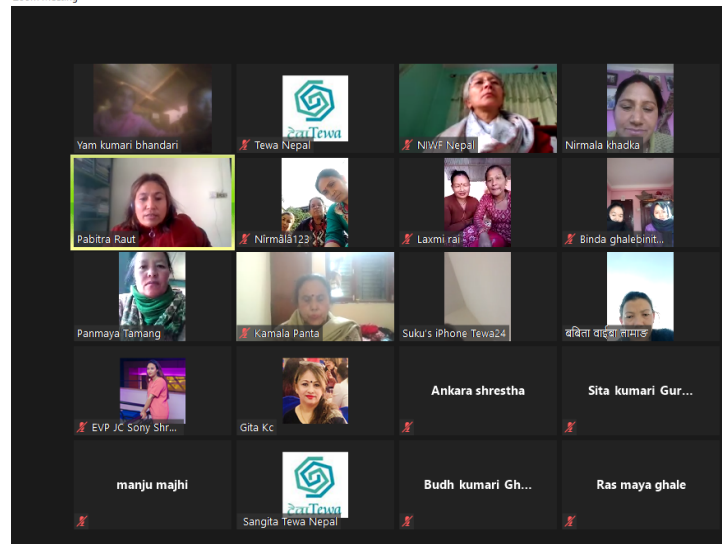 Yam kumari bhandari
Tewa
Tewa Nepal
NIWF Nepal
Nirmala khadka
Pabitra Raut
Nirmala123
Laxmi rai
Binda ghalebinit...
Panmaya Tamang
Kamala Panta
Suku's iPhone Tewa24
बबिता वाईबा तामाङ
EVP JC Sony Shr...
Gita Kc
Ankara shrestha
Sita kumari Gur...
manju majhi
Tewa
Sangita Tewa Nepal
Budh kumari Gh...
Ras maya ghale